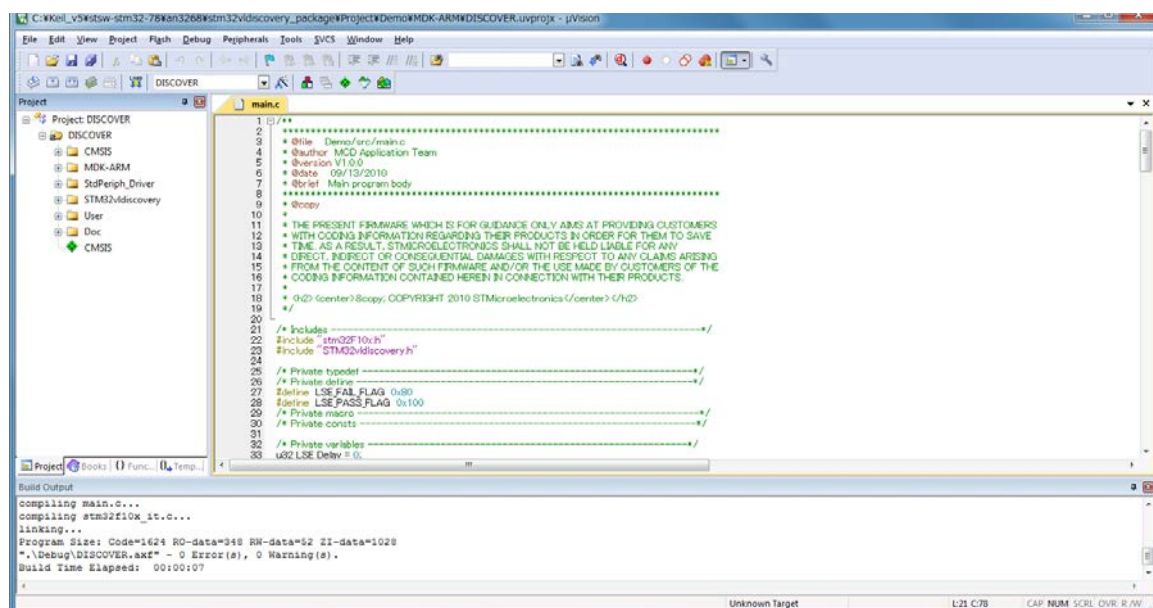 C:¥Keil_v5¥stsw-stm32-78¥an3268¥stm32vldiscovery_package¥Project¥Demo¥MDK-ARM¥DISCOVER.uvprojx - µVision
File Edit View Project Flash Debug Peripherals Tools SVCS Window Help
DISCOVER
Project
main.c
Project: DISCOVER
DISCOVER
CMSIS
MDK-ARM
StdPeriph_Driver
STM32vldiscovery
User
Doc
CMSIS
1 /**
2 ******************************************************************************
3 * @file Demo/src/main.c
4 * @author MCD Application Team
5 * @version V1.0.0
6 * @date 09/13/2010
7 * @brief Main program body
8 ******************************************************************************
9 * @copy
10 *
11 * THE PRESENT FIRMWARE WHICH IS FOR GUIDANCE ONLY AIMS AT PROVIDING CUSTOMERS
12 * WITH CODING INFORMATION REGARDING THEIR PRODUCTS IN ORDER FOR THEM TO SAVE
13 * TIME. AS A RESULT, STMICROELECTRONICS SHALL NOT BE HELD LIABLE FOR ANY
14 * DIRECT, INDIRECT OR CONSEQUENTIAL DAMAGES WITH RESPECT TO ANY CLAIMS ARISING
15 * FROM THE CONTENT OF SUCH FIRMWARE AND/OR THE USE MADE BY CUSTOMERS OF THE
16 * CODING INFORMATION CONTAINED HEREIN IN CONNECTION WITH THEIR PRODUCTS.
17 *
18 * <h2><center>&copy; COPYRIGHT 2010 STMicroelectronics</center></h2>
19 */
20
21 /* Includes ------------------------------------------------------------------*/
22 #include "stm32F10x.h"
23 #include "STM32vldiscovery.h"
24
25 /* Private typedef -----------------------------------------------------------*/
26 /* Private define ------------------------------------------------------------*/
27 #define LSE_FAIL_FLAG 0x80
28 #define LSE_PASS_FLAG 0x100
29 /* Private macro -------------------------------------------------------------*/
30 /* Private consts ------------------------------------------------------------*/
31
32 /* Private variables ---------------------------------------------------------*/
33 u32 LSE_Delay = 0;
Project Books {} Func... 0 Temp...
Build Output
compiling main.c...
compiling stm32f10x_it.c...
linking...
Program Size: Code=1624 RO-data=348 RW-data=52 ZI-data=1028
".\Debug\DISCOVER.axf" - 0 Error(s), 0 Warning(s).
Build Time Elapsed: 00:00:07
Unknown Target L:21 C:78 CAP NUM SCRL OVR R/W